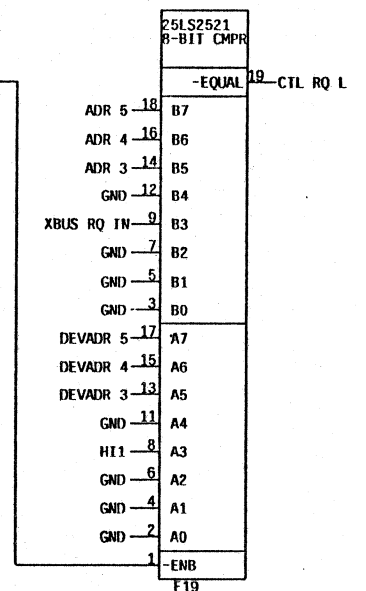 25LS2521
8-BIT CMPR
-EQUAL 19 CTL RQ L
ADR 5 18 B7
ADR 4 16 B6
ADR 3 14 B5
GND 12 B4
XBUS RQ IN 9 B3
GND 7 B2
GND 5 B1
GND 3 B0
DEVADR 5 17 A7
DEVADR 4 15 A6
DEVADR 3 13 A5
GND 11 A4
HI1 8 A3
GND 6 A2
GND 4 A1
GND 2 A0
1 -ENB
F19